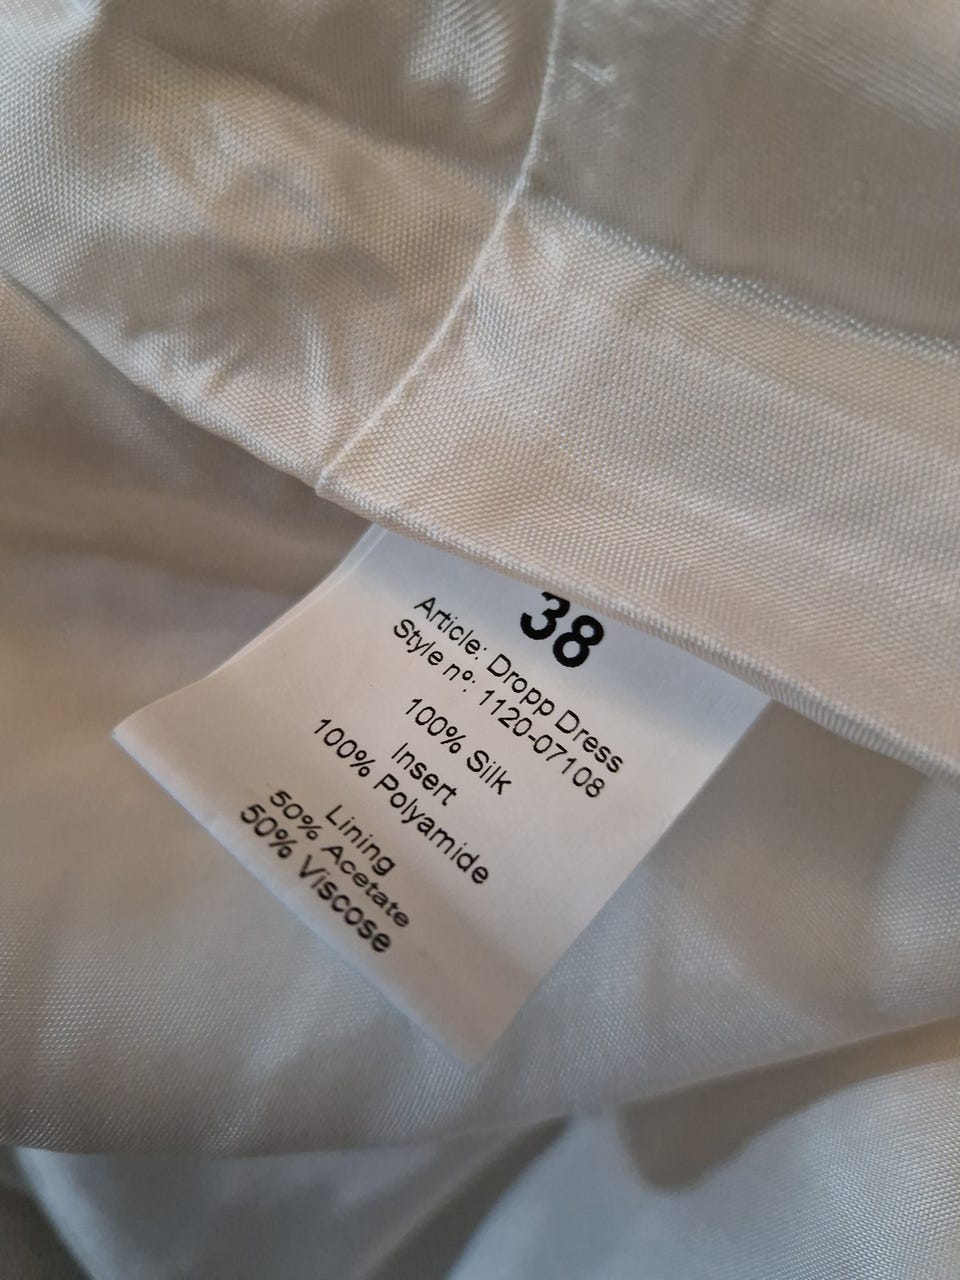 38
Article: Dropp Dress
Style nº: 1120-07108
100% Silk
Insert
100% Polyamide
Lining
50% Acetate
50% Viscose